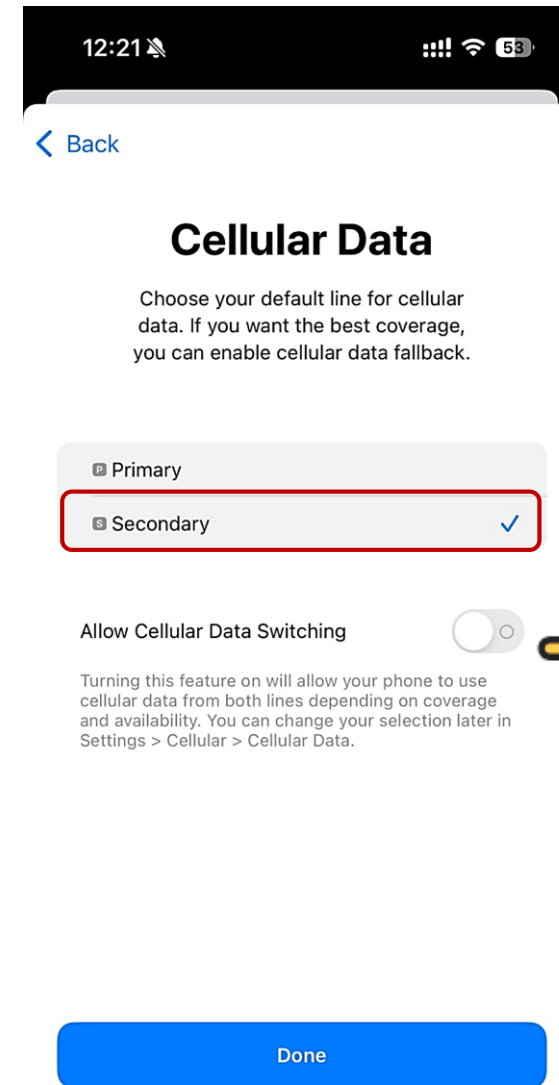 12:21
53
Back
Cellular Data
Choose your default line for cellular
data. If you want the best coverage,
you can enable cellular data fallback.
P Primary
S Secondary
Allow Cellular Data Switching
Turning this feature on will allow your phone to use
cellular data from both lines depending on coverage
and availability. You can change your selection later in
Settings > Cellular > Cellular Data.
Done